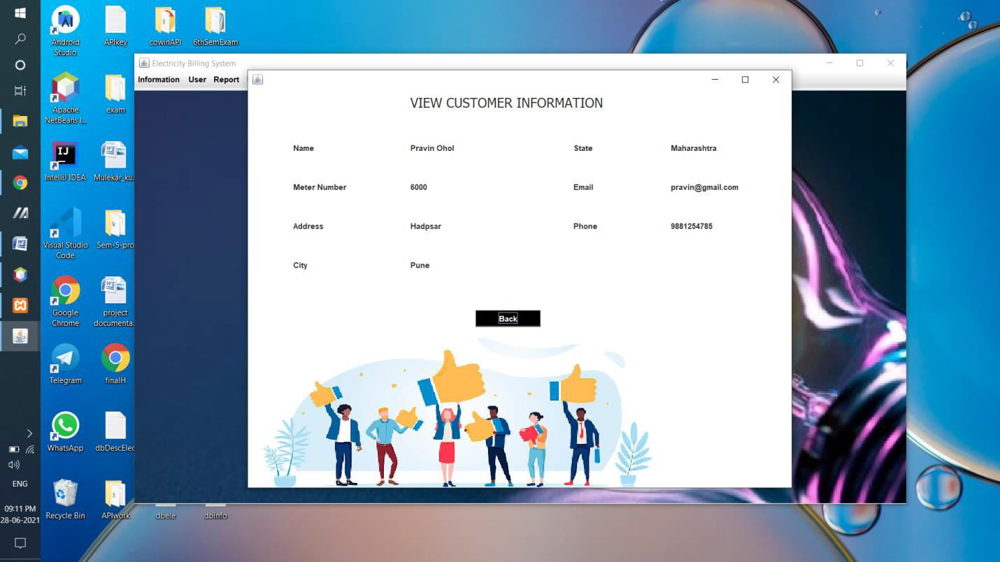 Android
Studio
APIkey
cowinAPI
6thSemExam
Electricity Billing System
Information User Report
VIEW CUSTOMER INFORMATION
Name Pravin Ohol State Maharashtra
Meter Number 6000 Email pravin@gmail.com
Address Hadpsar Phone 9881254785
City Pune
Back
Apache
NetBeans I...
exam
IJ
IntelliJ IDEA
Mulekar_ku...
Visual Studio
Code
Sem-5-pro
Google
Chrome
project
documenta...
Telegram
finalH
WhatsApp
dbDescElec
Recycle Bin
APIwork
dbele
dbinfo
ENG
09:11 PM
28-06-2021